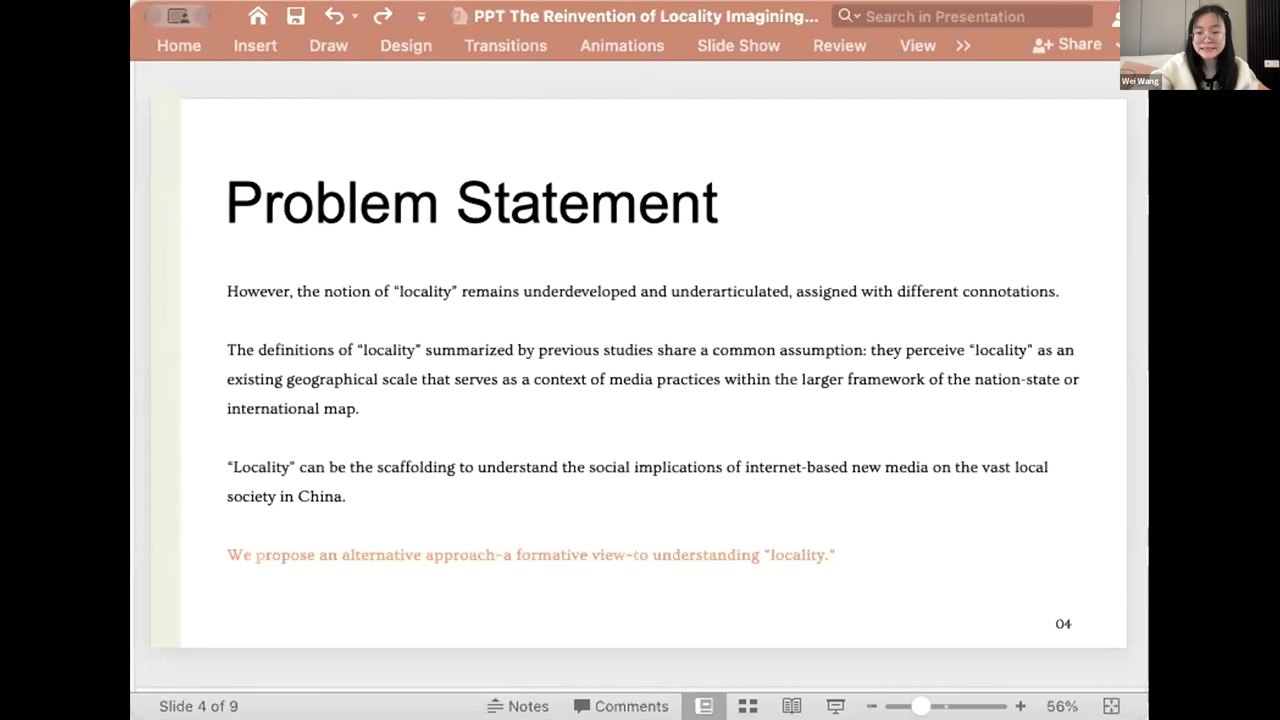 PPT The Reinvention of Locality Imagining...
Search in Presentation
Home Insert Draw Design Transitions Animations Slide Show Review View Share
Wei Wang
Problem Statement
However, the notion of “locality” remains underdeveloped and underarticulated, assigned with different connotations.
The definitions of “locality” summarized by previous studies share a common assumption: they perceive “locality” as an
existing geographical scale that serves as a context of media practices within the larger framework of the nation-state or
international map.
“Locality” can be the scaffolding to understand the social implications of internet-based new media on the vast local
society in China.
We propose an alternative approach–a formative view–to understanding “locality.”
04
Slide 4 of 9 Notes Comments 56%